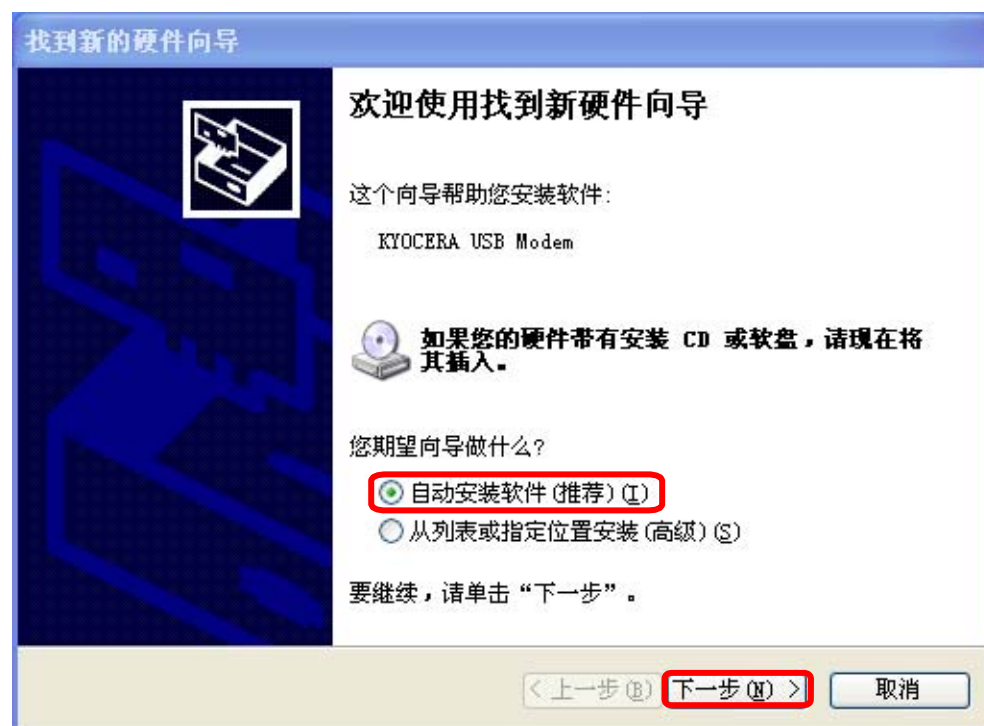 找到新的硬件向导
欢迎使用找到新硬件向导
这个向导帮助您安装软件:
KYOCERA USB Modem
如果您的硬件带有安装 CD 或软盘，请现在将
其插入。
您期望向导做什么?
自动安装软件(推荐)(I)
从列表或指定位置安装(高级)(S)
要继续，请单击“下一步”。
<上一步(B) 下一步(N) > 取消